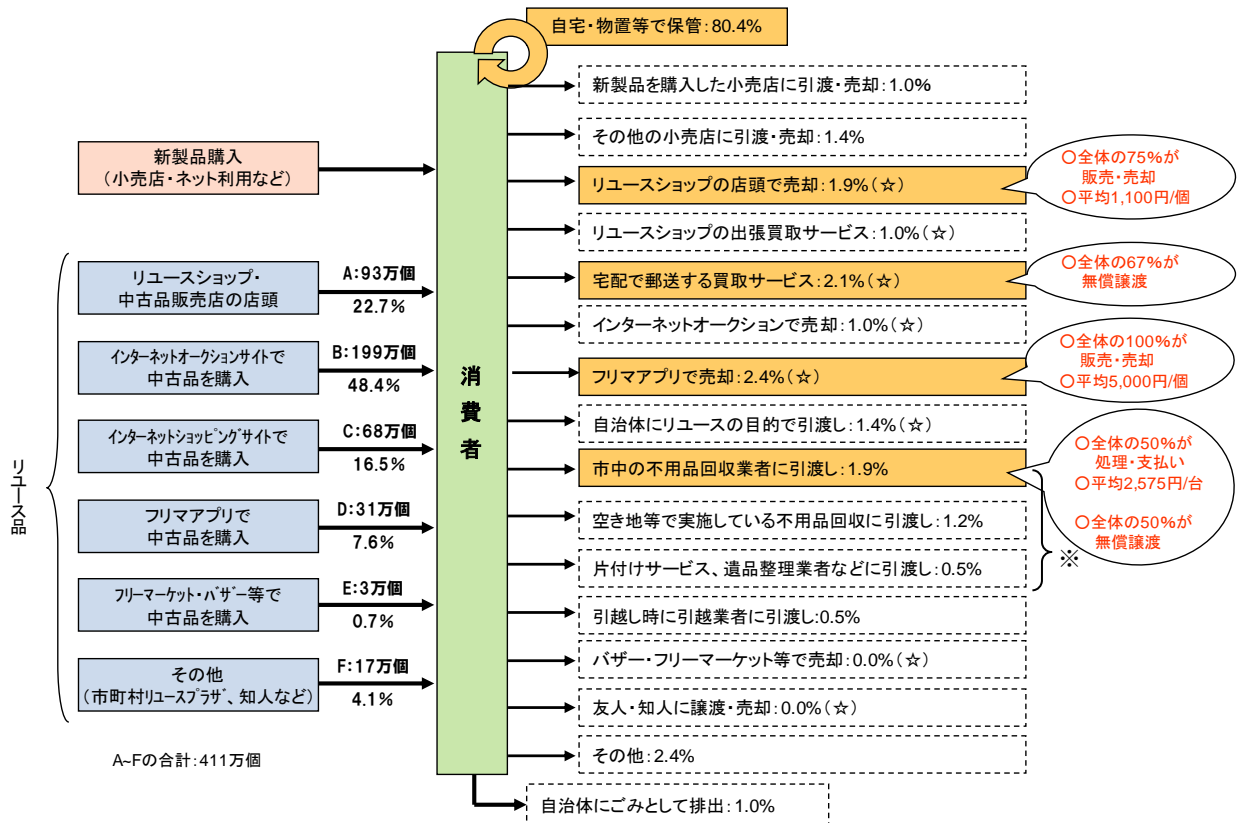 自宅・物置等で保管:80.4%
新製品を購入した小売店に引渡・売却:1.0%
その他の小売店に引渡・売却:1.4%
新製品購入
(小売店・ネット利用など)
リユースショップの店頭で売却:1.9%(☆)
○全体の75%が
販売・売却
○平均1,100円/個
リユースショップの出張買取サービス:1.0%(☆)
リユースショップ・
中古品販売店の店頭
A:93万個
22.7%
宅配で郵送する買取サービス:2.1%(☆)
○全体の67%が
無償譲渡
インターネットオークションで売却:1.0%(☆)
インターネットオークションサイトで
中古品を購入
B:199万個
48.4%
消費者
フリマアプリで売却:2.4%(☆)
○全体の100%が
販売・売却
○平均5,000円/個
自治体にリユースの目的で引渡し:1.4%(☆)
リユース品
インターネットショッピングサイトで
中古品を購入
C:68万個
16.5%
市中の不用品回収業者に引渡し:1.9%
○全体の50%が
処理・支払い
○平均2,575円/台
○全体の50%が
無償譲渡
フリマアプリで
中古品を購入
D:31万個
7.6%
空き地等で実施している不用品回収に引渡し:1.2%
片付けサービス、遺品整理業者などに引渡し:0.5%
※
フリーマーケット・バザー等で
中古品を購入
E:3万個
0.7%
引越し時に引越業者に引渡し:0.5%
バザー・フリーマーケット等で売却:0.0%(☆)
その他
(市町村リユースプラザ、知人など)
F:17万個
4.1%
友人・知人に譲渡・売却:0.0%(☆)
その他:2.4%
A~Fの合計:411万個
自治体にごみとして排出:1.0%